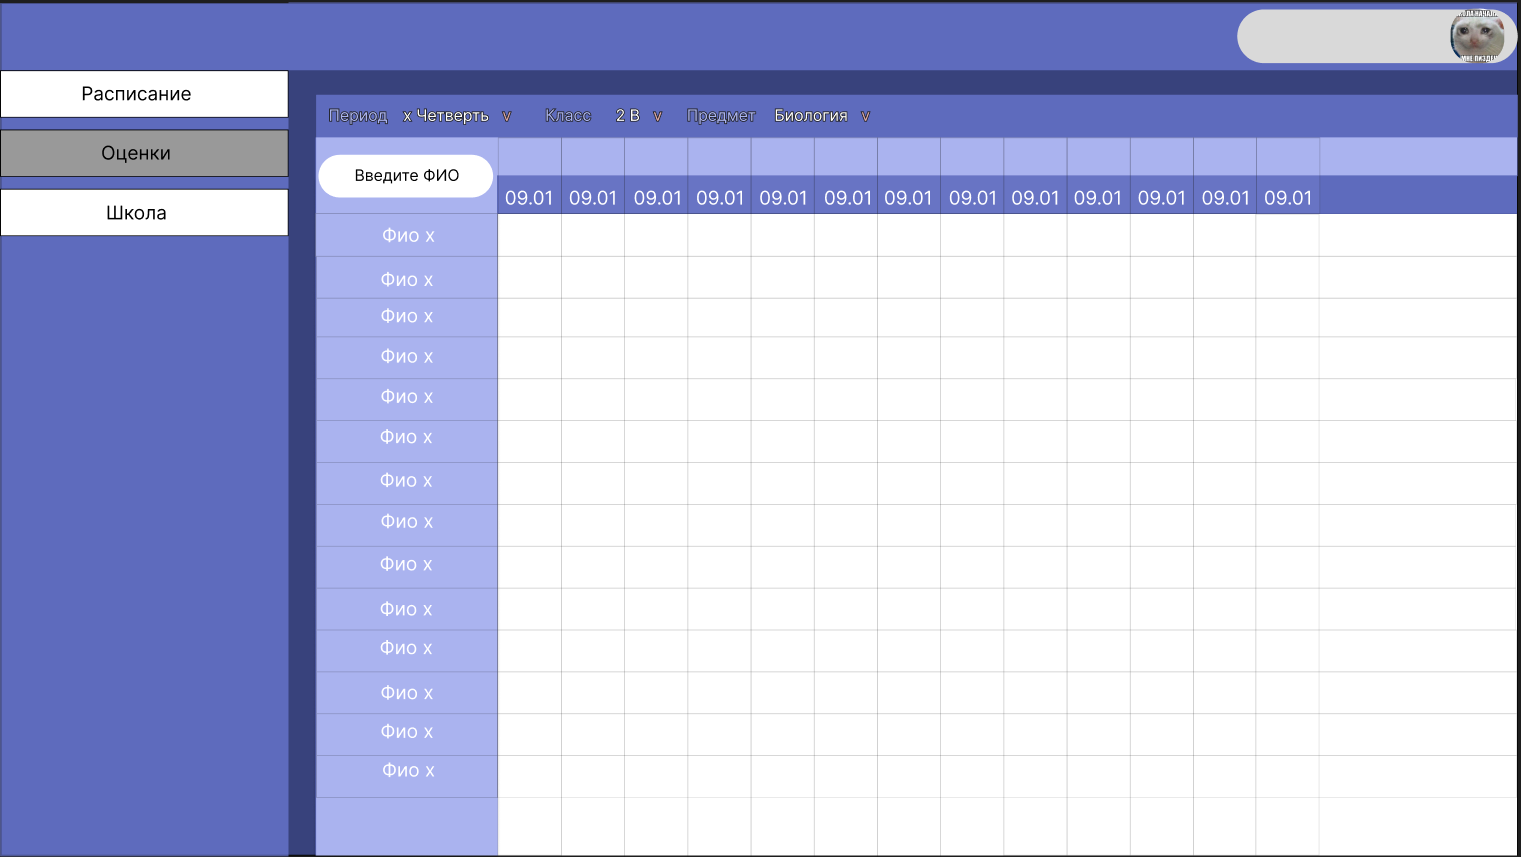 МНЕ ПИЗДЕЦ
Расписание
Оценки
Школа
Период х Четверть v Класс 2 В v Предмет Биология v
Введите ФИО
09.01 09.01 09.01 09.01 09.01 09.01 09.01 09.01 09.01 09.01 09.01 09.01 09.01
Фио х
Фио х
Фио х
Фио х
Фио х
Фио х
Фио х
Фио х
Фио х
Фио х
Фио х
Фио х
Фио х
Фио х